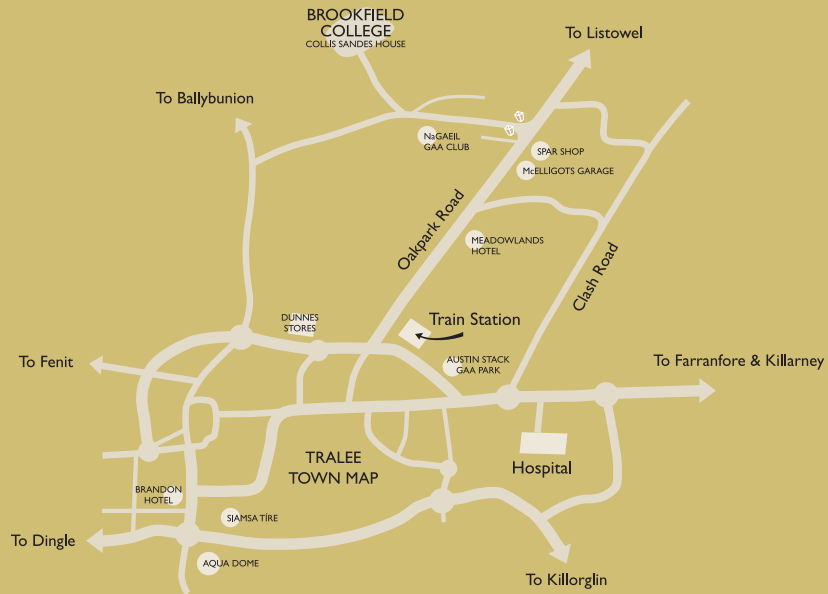 BROOKFIELD
COLLEGE
COLLIS SANDES HOUSE
To Listowel
To Ballybunion
NaGAEIL
GAA CLUB
SPAR SHOP
McELLIGOTS GARAGE
Oakpark Road
MEADOWLANDS
HOTEL
Clash Road
DUNNES
STORES
Train Station
To Fenit
AUSTIN STACK
GAA PARK
To Farranfore & Killarney
TRALEE
TOWN MAP
Hospital
BRANDON
HOTEL
SIAMSA TÍRE
To Dingle
AQUA DOME
To Killorglin